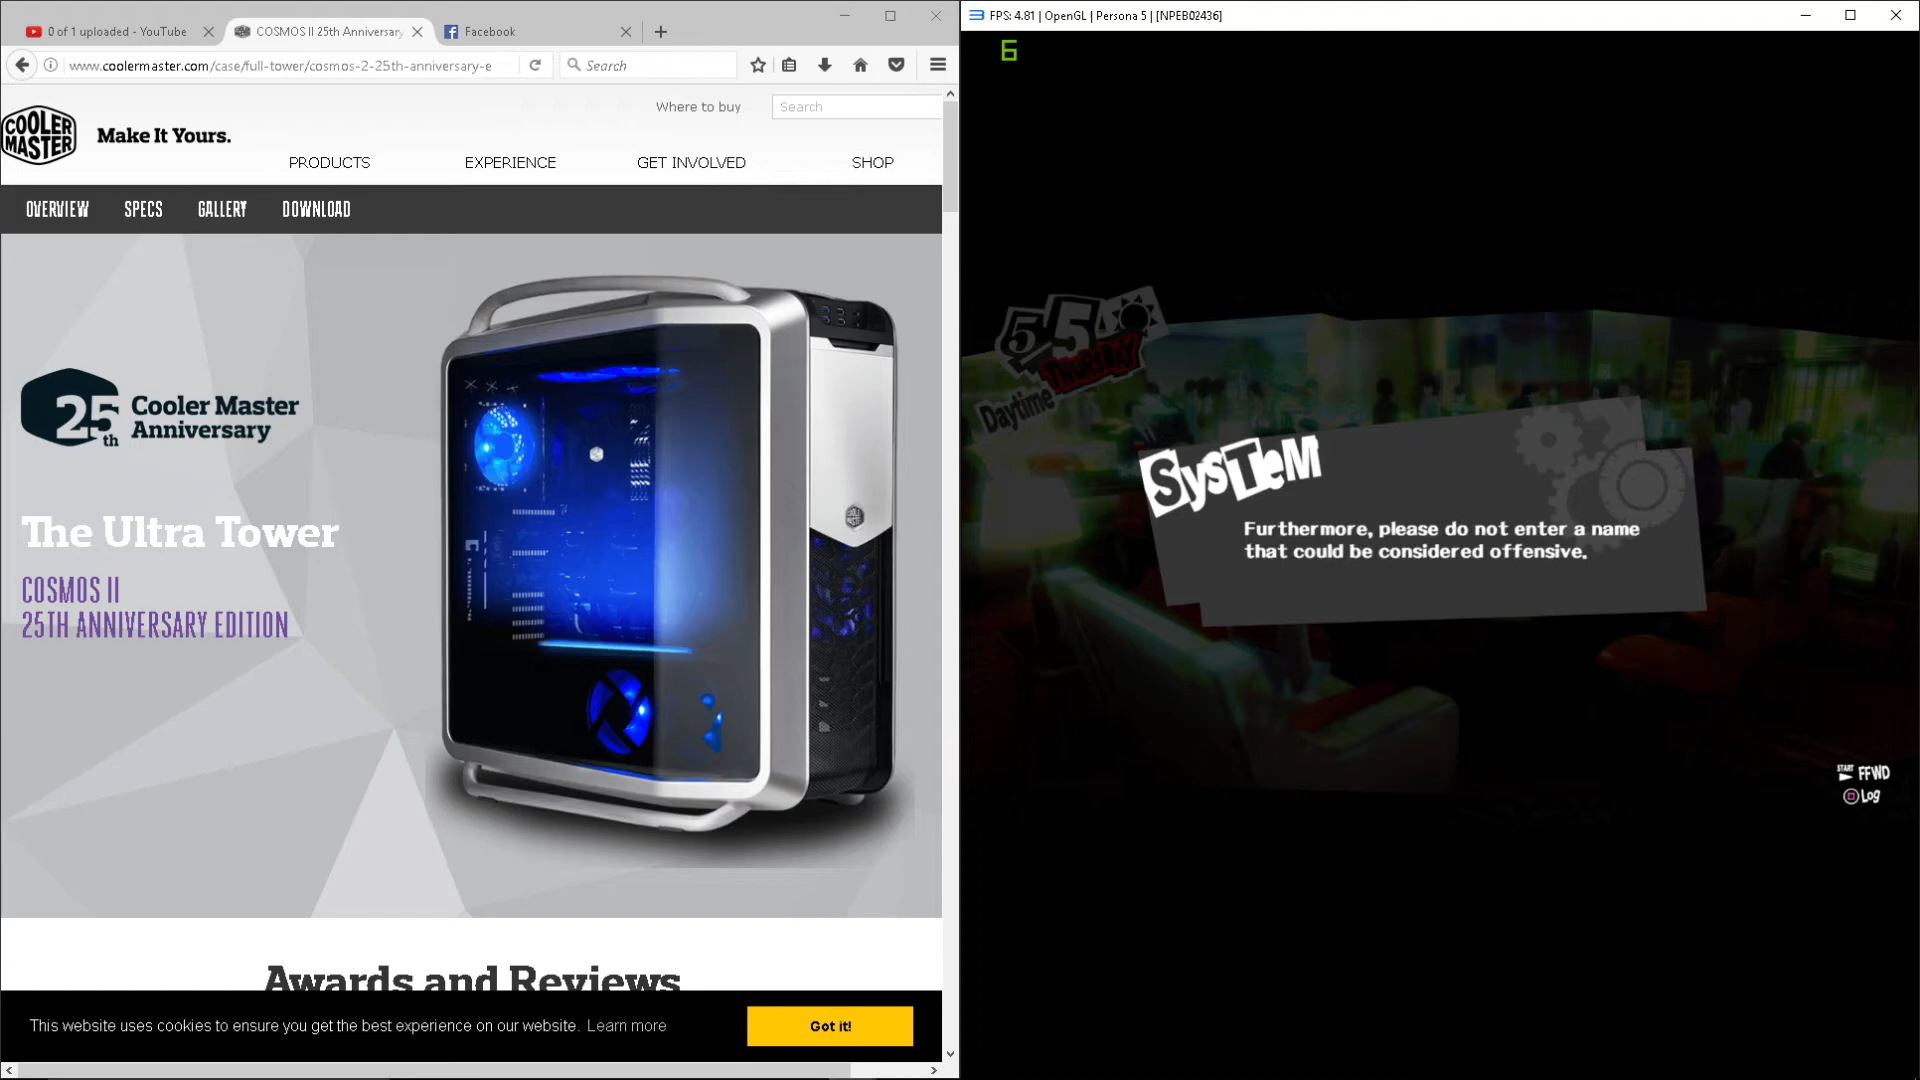 0 of 1 uploaded - YouTube
COSMOS II 25th Anniversary
Facebook
www.coolermaster.com/case/full-tower/cosmos-2-25th-anniversary-e
Search
Where to buy
Search
COOLER
MASTER
Make It Yours.
PRODUCTS
EXPERIENCE
GET INVOLVED
SHOP
OVERVIEW
SPECS
GALLERY
DOWNLOAD
25th
Cooler Master
Anniversary
The Ultra Tower
COSMOS II
25TH ANNIVERSARY EDITION
Awards and Reviews
This website uses cookies to ensure you get the best experience on our website. Learn more
Got it!
FPS: 4.81 | OpenGL | Persona 5 | [NPEB02436]
6
5/5
THURSDAY
Daytime
SYSTEM
Furthermore, please do not enter a name
that could be considered offensive.
START FFWD
Log